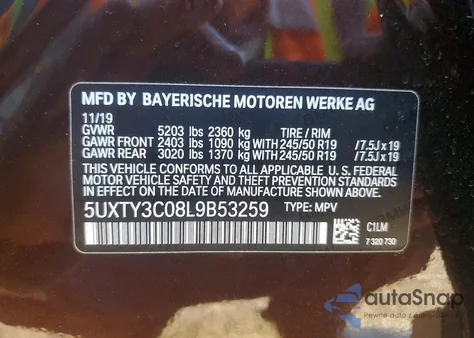 MFD BY BAYERISCHE MOTOREN WERKE AG
11/19
GVWR 5203 lbs 2360 kg TIRE / RIM
GAWR FRONT 2403 lbs 1090 kg WITH 245/50 R19 /7.5J x 19
GAWR REAR 3020 lbs 1370 kg WITH 245/50 R19 /7.5J x 19
THIS VEHICLE CONFORMS TO ALL APPLICABLE U.S. FEDERAL
MOTOR VEHICLE SAFETY STANDARDS IN EFFECT ON
THE DATE OF MANUFACTURE SHOWN ABOVE.
5UXTY3C08L9B53259 TYPE: MPV
C1LM
7 320 730
autoSnap
Pewne auto z USA